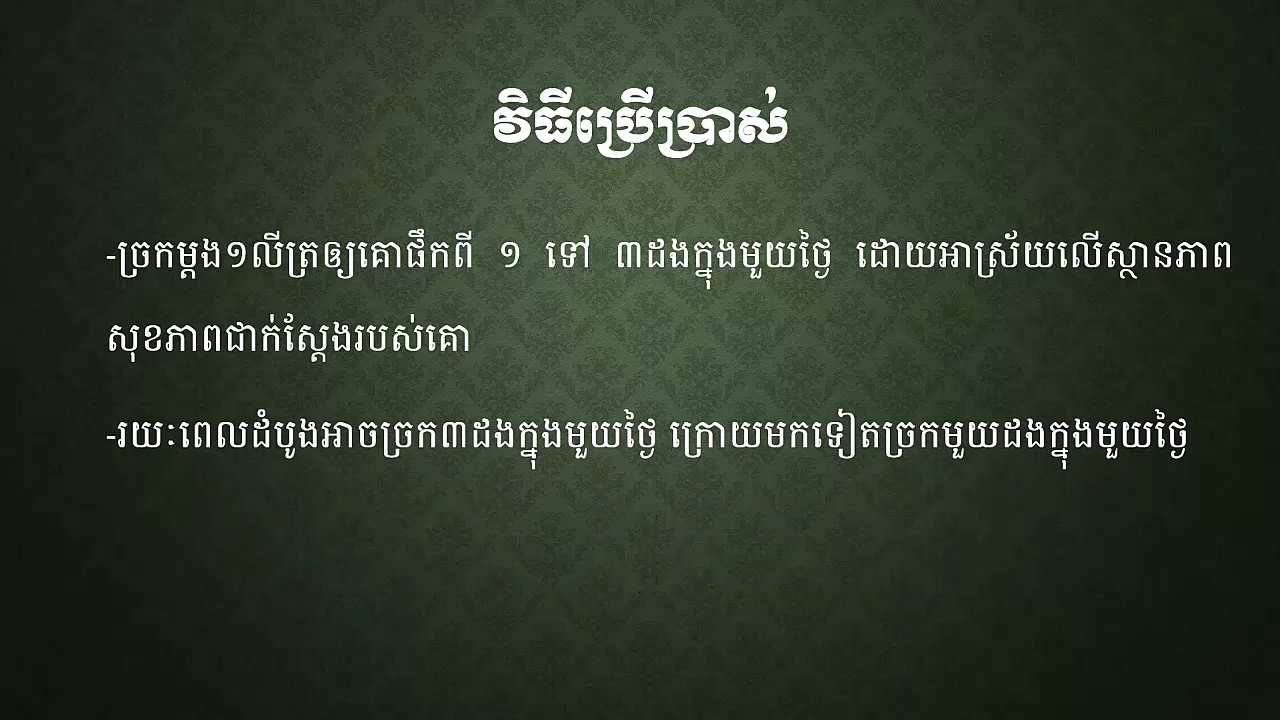 វិធីប្រើប្រាស់
-ច្រកម្តង១លីត្រឲ្យគោផឹកពី ១ ទៅ ៣ដងក្នុងមួយថ្ងៃ ដោយអាស្រ័យលើស្ថានភាព
សុខភាពជាក់ស្តែងរបស់គោ
-រយៈពេលដំបូងអាចច្រក៣ដងក្នុងមួយថ្ងៃ ក្រោយមកទៀតច្រកមួយដងក្នុងមួយថ្ងៃ